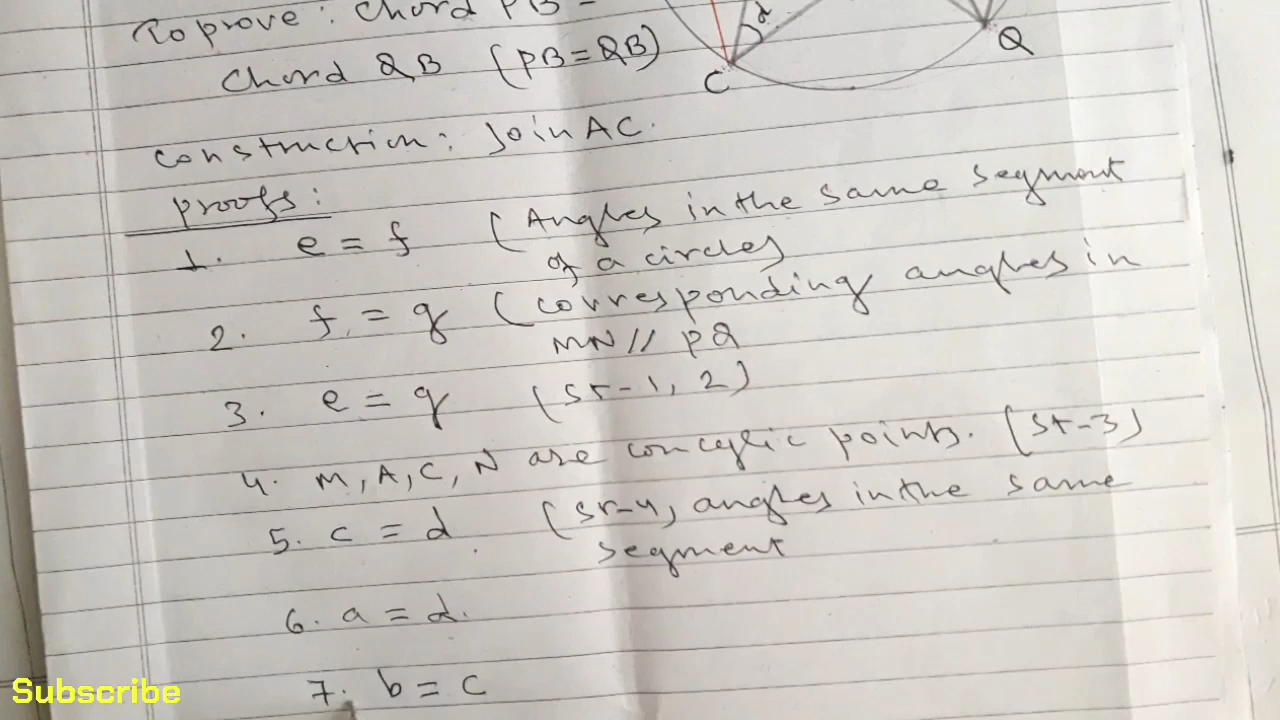 To prove : Chord PB =
Chord QB (PB = QB)
C
d
Q
Construction : Join AC.
proofs :
1. e = f (Angles in the same segment
of a circles
2. f = g (corresponding angles in
MN // PQ
3. e = g (St-1, 2)
4. M, A, C, N are concylic points. (St-3)
5. c = d (St-4, angles in the same
segment
6. a = d.
7. b = c
Subscribe